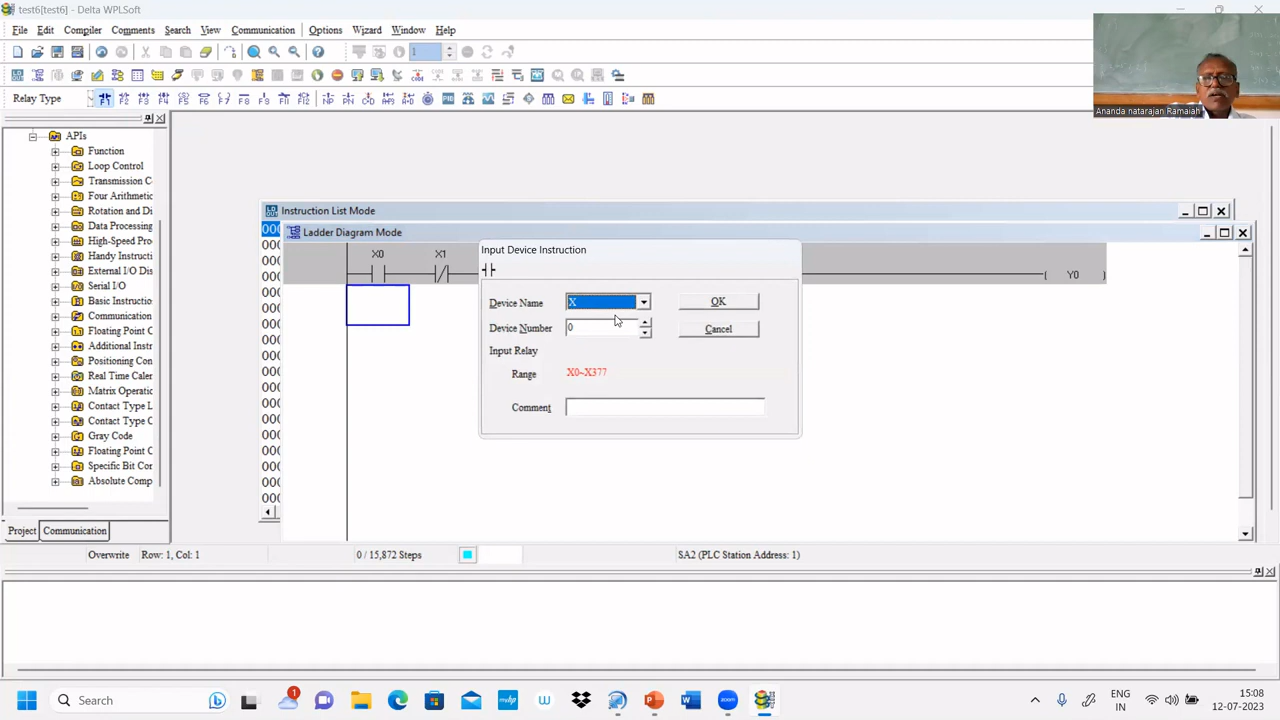 test6[test6] - Delta WPLSoft
File Edit Compiler Comments Search View Communication Options Wizard Window Help
1
Relay Type
Ananda natarajan Ramaiah
APIs
Function
Loop Control
Transmission C
Four Arithmetic
Rotation and Di
Data Processing
High-Speed Pro
Handy Instructi
External I/O Dis
Serial I/O
Basic Instructio
Communication
Floating Point C
Additional Instr
Positioning Con
Real Time Caler
Matrix Operatio
Contact Type L
Contact Type C
Gray Code
Floating Point C
Specific Bit Cor
Absolute Comp
Project Communication
Instruction List Mode
Ladder Diagram Mode
X0 X1
Y0
Input Device Instruction
Device Name X OK
Device Number 0 Cancel
Input Relay
Range X0~X377
Comment
Overwrite Row: 1, Col: 1 0 / 15,872 Steps SA2 (PLC Station Address: 1)
Search
1
ENG
IN
15:08
12-07-2023